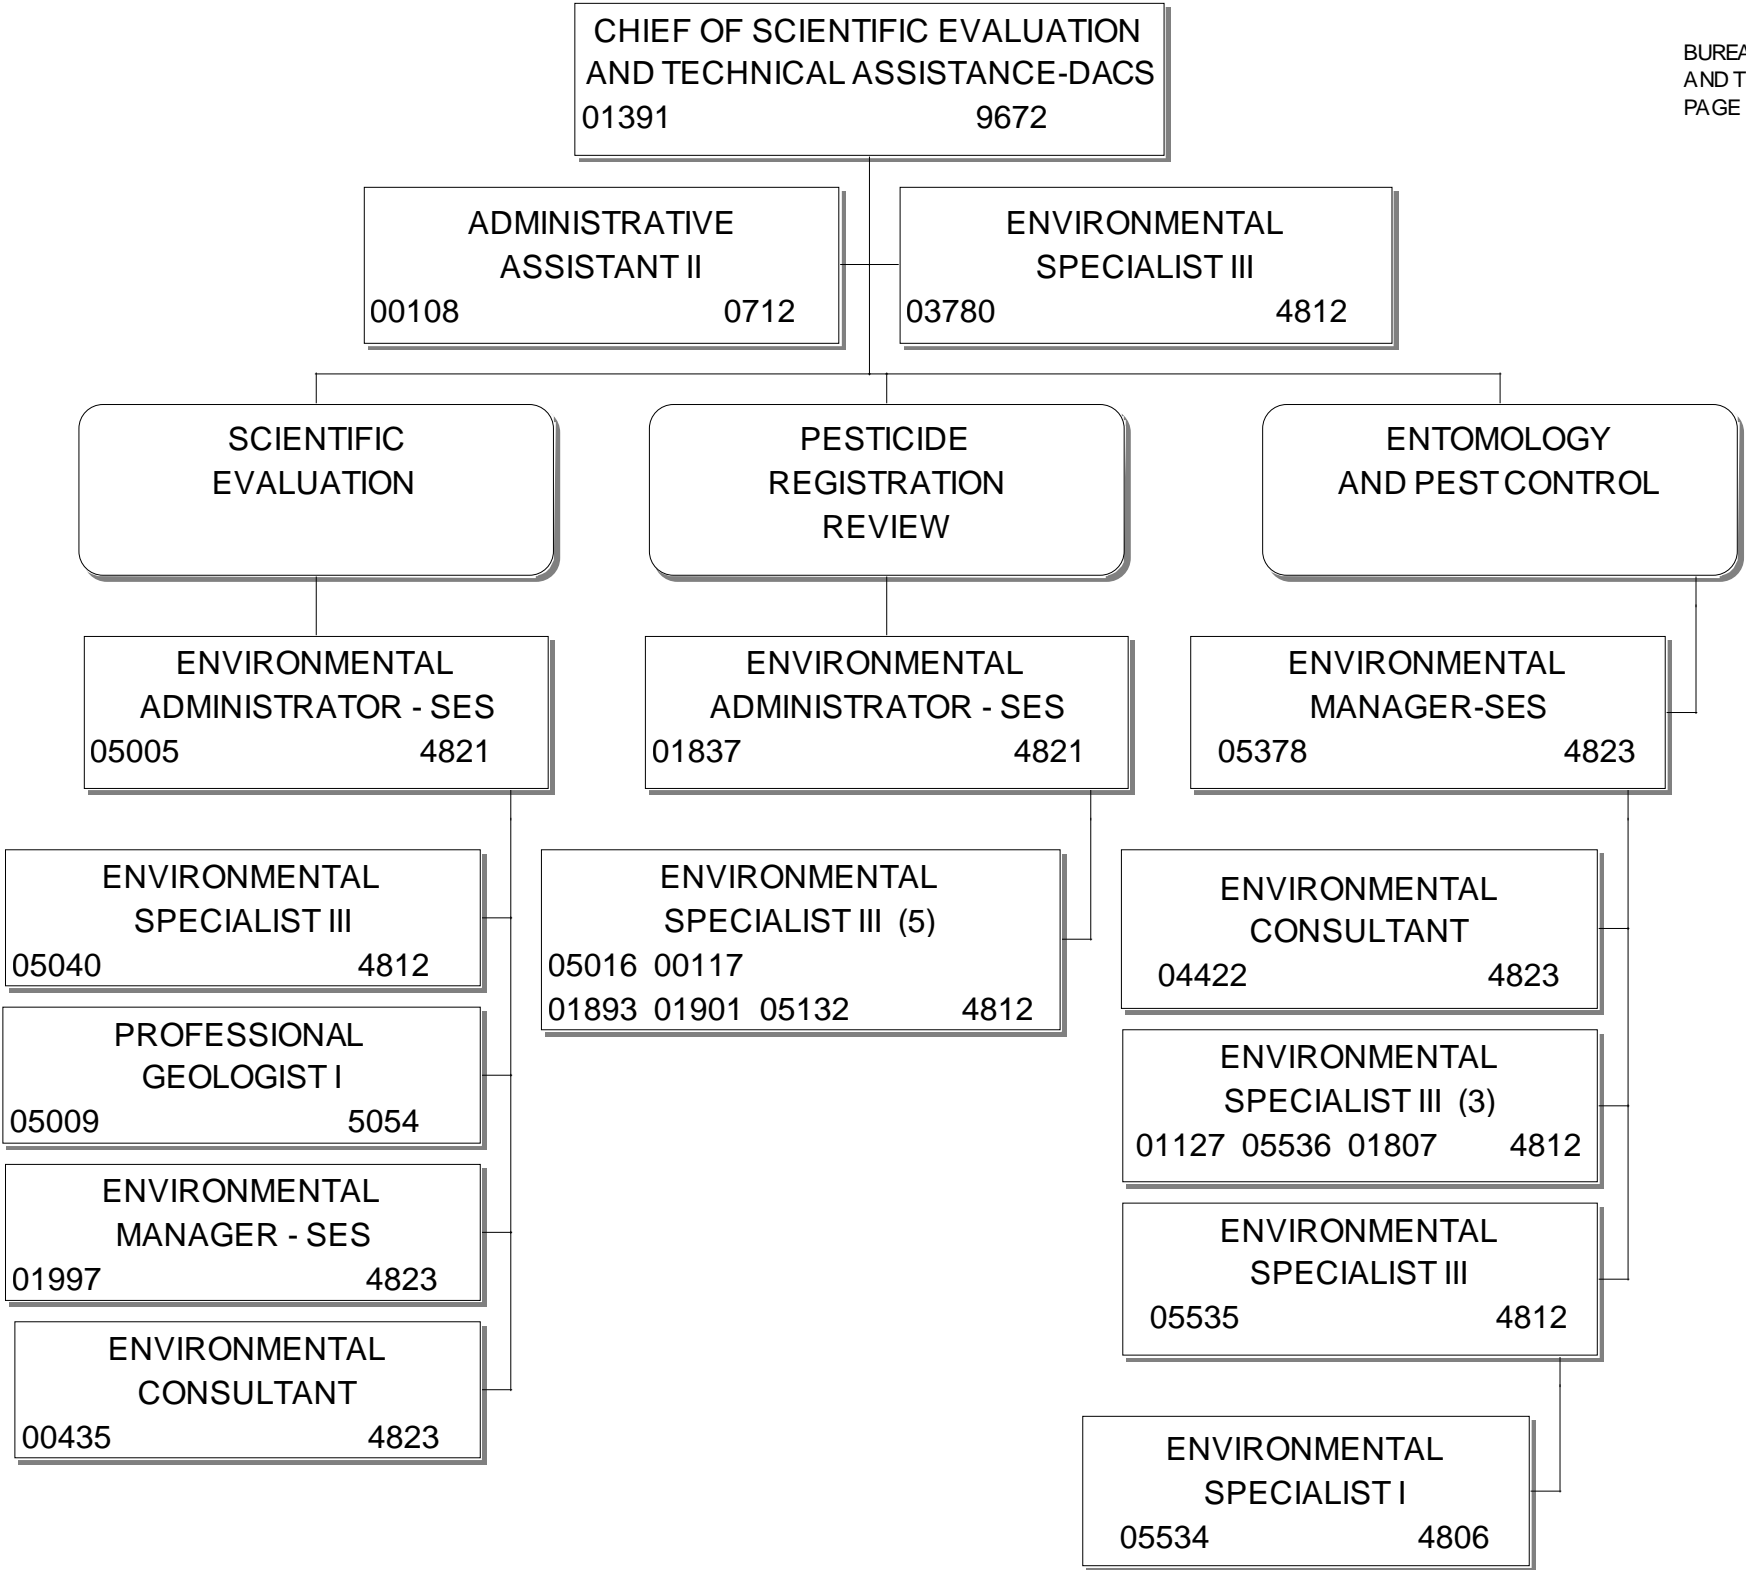 CHIEF OF SCIENTIFIC EVALUATION
AND TECHNICAL ASSISTANCE-DACS
01391 9672
AND T
PAGE
ADMINISTRATIVE
ASSISTANT II
00108 0712
ENVIRONMENTAL
SPECIALIST III
03780 4812
SCIENTIFIC
EVALUATION
PESTICIDE
REGISTRATION
REVIEW
ENTOMOLOGY
AND PEST CONTROL
ENVIRONMENTAL
ADMINISTRATOR - SES
05005 4821
ENVIRONMENTAL
ADMINISTRATOR - SES
01837 4821
ENVIRONMENTAL
MANAGER-SES
05378 4823
ENVIRONMENTAL
SPECIALIST III
05040 4812
PROFESSIONAL
GEOLOGIST I
05009 5054
ENVIRONMENTAL
MANAGER - SES
01997 4823
ENVIRONMENTAL
CONSULTANT
00435 4823
ENVIRONMENTAL
SPECIALIST III (5)
05016 00117
01893 01901 05132 4812
ENVIRONMENTAL
CONSULTANT
04422 4823
ENVIRONMENTAL
SPECIALIST III (3)
01127 05536 01807 4812
ENVIRONMENTAL
SPECIALIST III
05535 4812
ENVIRONMENTAL
SPECIALIST I
05534 4806